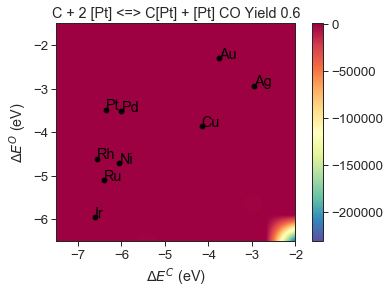 C + 2 [Pt] <=> C[Pt] + [Pt] CO Yield 0.6
ΔE^O (eV)
−2
−3
−4
−5
−6
Au
Ag
Pt
Pd
Cu
Rh
Ni
Ru
Ir
−7
−6
−5
−4
−3
−2
ΔE^C (eV)
0
−50000
−100000
−150000
−200000